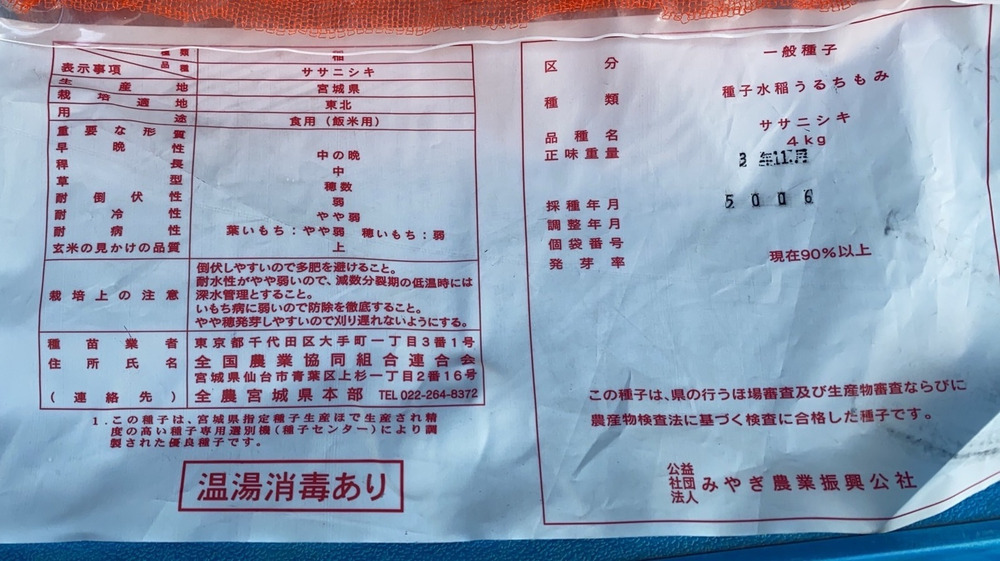 種類 稲
表示事項 品種 ササニシキ
生産地 宮城県
栽培適地 東北
用途 食用（飯米用）
重要な形質
早晩性 中の晩
稈長 中
草型 穂数
耐倒伏性 弱
耐冷性 やや弱
耐病性 葉いもち：やや弱 穂いもち：弱
玄米の見かけの品質 上
栽培上の注意
倒伏しやすいので多肥を避けること。
耐水性がやや弱いので、減数分裂期の低温時には
深水管理とすること。
いもち病に弱いので防除を徹底すること。
やや穂発芽しやすいので刈り遅れないようにする。
種苗業者 東京都千代田区大手町一丁目3番1号
住所氏名 全国農業協同組合連合会
宮城県仙台市青葉区上杉一丁目2番16号
（連絡先） 全農宮城県本部 TEL022-264-8372
1.この種子は、宮城県指定種子生産ほで生産され精
度の高い種子専用選別機(種子センター)により調
製された優良種子です。
温湯消毒あり
区分 一般種子
種類 種子水稲うるちもみ
品種名 ササニシキ
正味重量 4kg
3年11月
採種年月 5006
調整年月
個袋番号
発芽率 現在90%以上
この種子は、県の行うほ場審査及び生産物審査ならびに
農産物検査法に基づく検査に合格した種子です。
公益
社団
法人
みやぎ農業振興公社